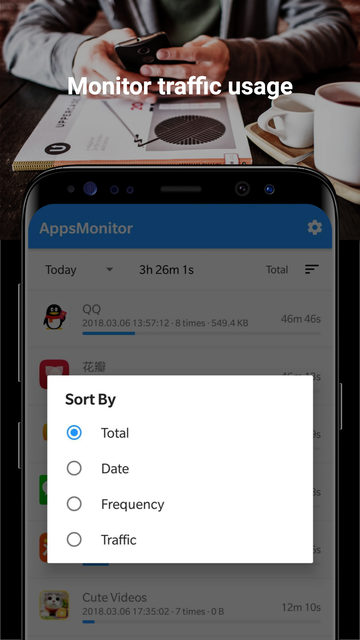 Monitor traffic usage
UPPERCASE
AppsMonitor
Today
3h 26m 1s
Total
QQ
2018.03.06 13:57:12 · 8 times · 549.4 KB
46m 46s
花瓣
Sort By
Total
Date
Frequency
Traffic
Cute Videos
2018.03.06 17:35:02 · 7 times · 0 B
12m 10s